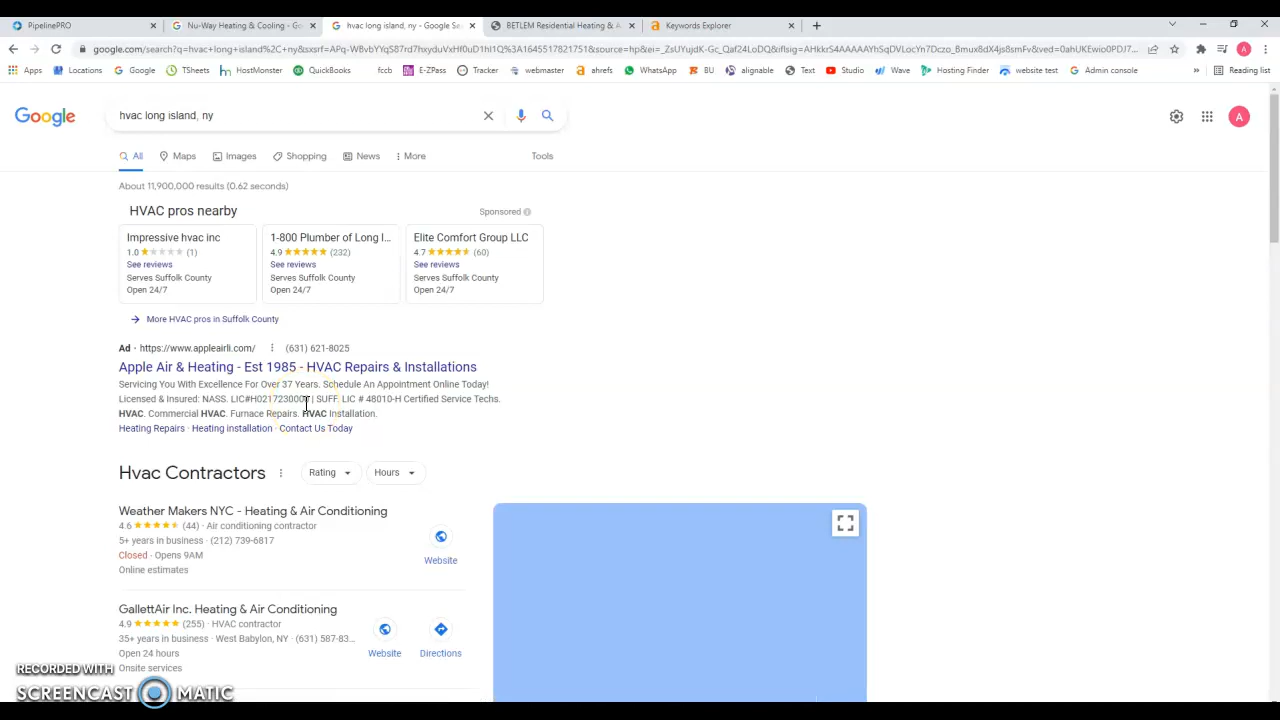 PipelinePRO
Nu-Way Heating & Cooling - Go
hvac long island, ny - Google Se
BETLEM Residential Heating & A
Keywords Explorer
google.com/search?q=hvac+long+island%2C+ny&
Apps
Locations
Google
TSheets
HostMonster
QuickBooks
fccb
E-ZPass
Tracker
webmaster
ahrefs
WhatsApp
BU
alignable
Text
Studio
Wave
Hosting Finder
website test
Admin console
»
Reading list
Google
hvac long island, ny
A
All
Maps
Images
Shopping
News
More
Tools
About 11,900,000 results (0.62 seconds)
HVAC pros nearby
Sponsored
Impressive hvac inc
1.0 (1)
See reviews
Serves Suffolk County
Open 24/7
1-800 Plumber of Long I...
4.9 (232)
See reviews
Serves Suffolk County
Open 24/7
Elite Comfort Group LLC
4.7 (60)
See reviews
Serves Suffolk County
Open 24/7
More HVAC pros in Suffolk County
Ad · https://www.appleairli.com/ (631) 621-8025
Apple Air & Heating - Est 1985 - HVAC Repairs & Installations
Servicing You With Excellence For Over 37 Years. Schedule An Appointment Online Today!
Licensed & Insured: NASS. | SUFF. LIC # 48010-H Certified Service Techs.
HVAC. Commercial HVAC. Furnace Repairs. HVAC Installation.
Heating Repairs · Heating installation · Contact Us Today
Hvac Contractors
Rating
Hours
Weather Makers NYC - Heating & Air Conditioning
4.6 (44) · Air conditioning contractor
5+ years in business · (212) 739-6817
Closed · Opens 9AM
Online estimates
Website
GallettAir Inc. Heating & Air Conditioning
4.9 (255) · HVAC contractor
35+ years in business · West Babylon, NY · (631) 587-83...
Open 24 hours
Onsite services
Website
Directions
RECORDED WITH
SCREENCAST MATIC